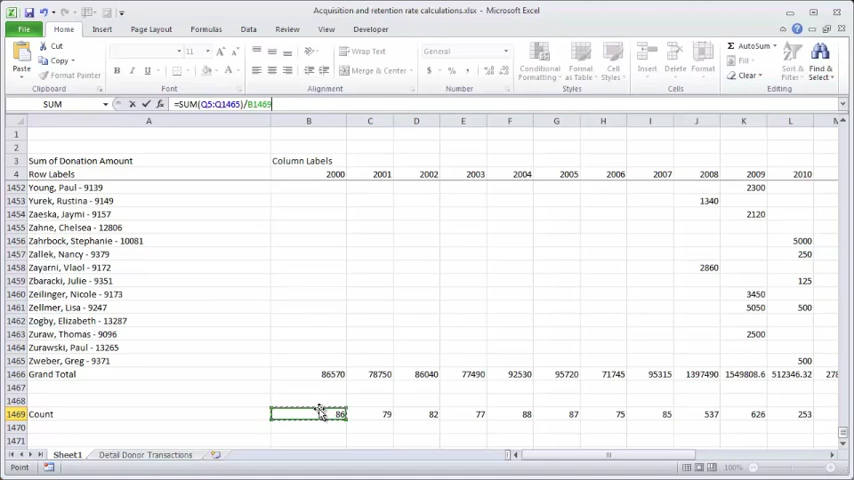 Acquisition and retention rate calculations.xlsx - Microsoft Excel
File Home Insert Page Layout Formulas Data Review View Developer
Paste
Cut
Copy
Format Painter
Clipboard
11
B I U
Font
Wrap Text
Merge & Center
Alignment
General
$ % ,
Number
Conditional Formatting
Format as Table
Cell Styles
Styles
Insert Delete Format
Cells
Σ AutoSum
Fill
Clear
Sort & Filter
Find & Select
Editing
SUM fx =SUM(Q5:Q1465)/B1469
A B C D E F G H I J K L M
1
2
3 Sum of Donation Amount Column Labels
4 Row Labels 2000 2001 2002 2003 2004 2005 2006 2007 2008 2009 2010
1452 Young, Paul - 9139 2300
1453 Yurek, Rustina - 9149 1340
1454 Zaeska, Jaymi - 9157 2120
1455 Zahne, Chelsea - 12806
1456 Zahrbock, Stephanie - 10081 5000
1457 Zallek, Nancy - 9379 250
1458 Zayarni, Vlaol - 9172 2860
1459 Zbaracki, Julie - 9351 125
1460 Zeilinger, Nicole - 9173 3450
1461 Zellmer, Lisa - 9247 5050 500
1462 Zogby, Elizabeth - 13287
1463 Zuraw, Thomas - 9096 2500
1464 Zurawski, Paul - 13265
1465 Zweber, Greg - 9371 500
1466 Grand Total 86570 78750 86040 77490 92530 95720 71745 95315 1397490 1549808.6 512346.32 278
1467
1468
1469 Count 86 79 82 77 88 87 75 85 537 626 253
1470
1471
Sheet1 Detail Donor Transactions
Point 100%